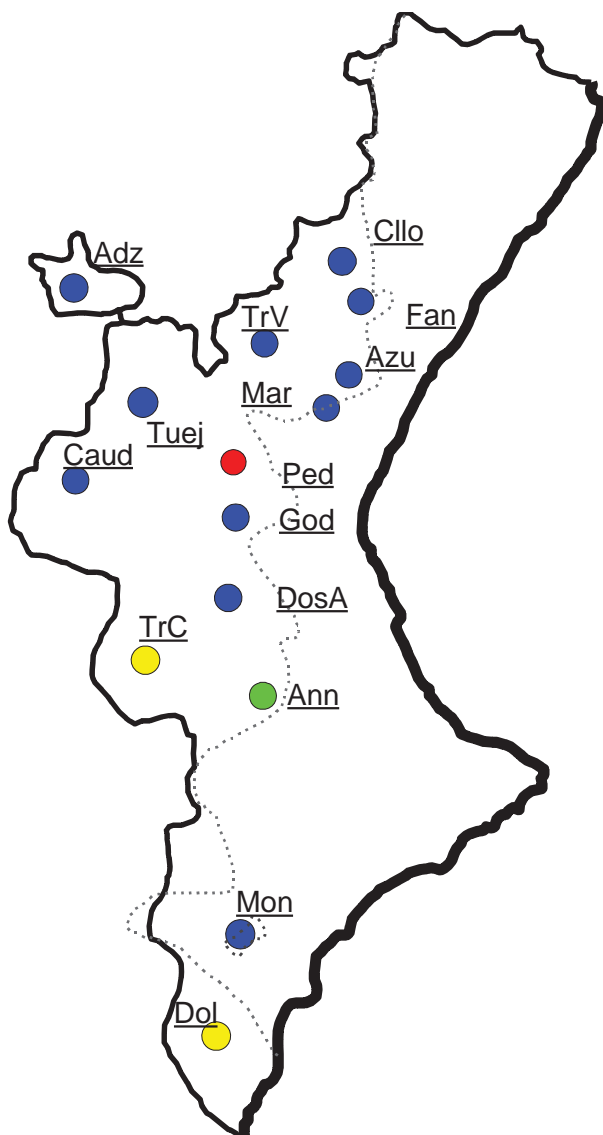 Cllo
Adz
Fan
TrV
Azu
Mar
Tuej
Caud
Ped
God
DosA
TrC
Ann
Mon
Dol